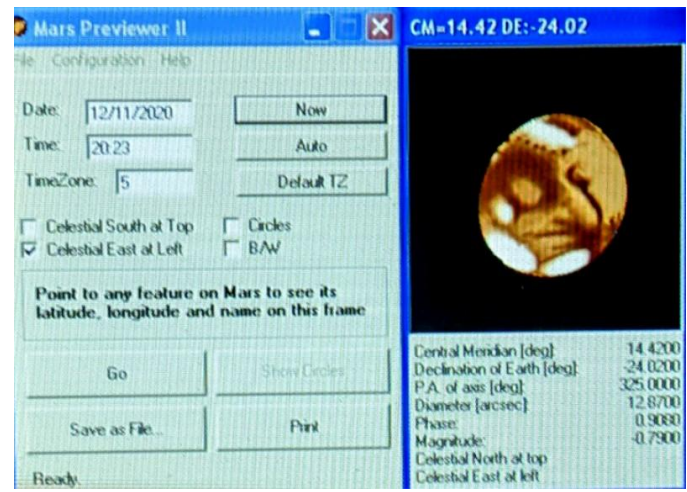 Mars Previewer II
File Configuration Help
Date: 12/11/2020
Now
Time: 20:23
Auto
TimeZone: 5
Default TZ
Celestial South at Top
Circles
Celestial East at Left
B/W
Point to any feature on Mars to see its
latitude, longitude and name on this frame
Go
Show Circles
Save as File...
Print
Ready.
CM=14.42 DE:-24.02
Central Meridian [deg]: 14.4200
Declination of Earth [deg]: -24.0200
P.A. of axis [deg]: 325.0000
Diameter [arcsec]: 12.8700
Phase: 0.9080
Magnitude: -0.7900
Celestial North at top
Celestial East at left